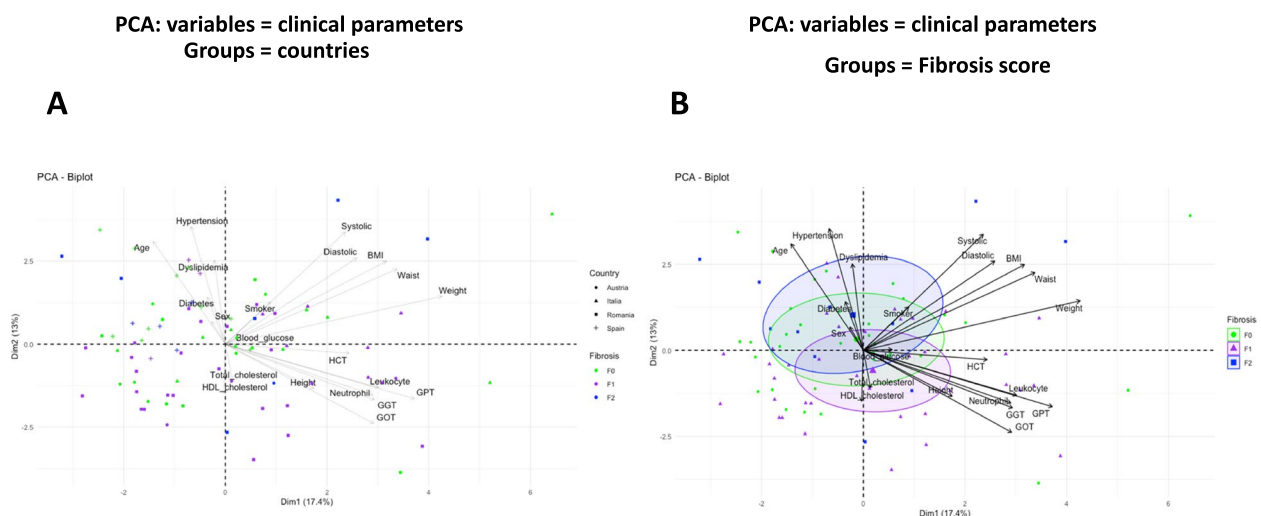 PCA: variables = clinical parameters
Groups = countries
A
PCA - Biplot
Hypertension
Systolic
Age
Diastolic
BMI
Dyslipidemia
Waist
Weight
Diabetes
Smoker
Sex
Blood_glucose
HCT
Total_cholesterol
HDL_cholesterol
Height
Leukocyte
Neutrophil
GPT
GGT
GOT
2.5
0.0
-2.5
Dim2 (13%)
-2
0
2
4
6
Dim1 (17.4%)
Country
Austria
Italia
Romania
Spain
Fibrosis
F0
F1
F2
PCA: variables = clinical parameters
Groups = Fibrosis score
B
PCA - Biplot
Hypertension
Systolic
Age
Diastolic
BMI
Dyslipidemia
Waist
Weight
Diabetes
Smoker
Sex
Blood_glucose
HCT
Total_cholesterol
HDL_cholesterol
Height
Leukocyte
Neutrophil
GPT
GGT
GOT
2.5
0.0
-2.5
Dim2 (13%)
-2
0
2
4
6
Dim1 (17.4%)
Fibrosis
F0
F1
F2